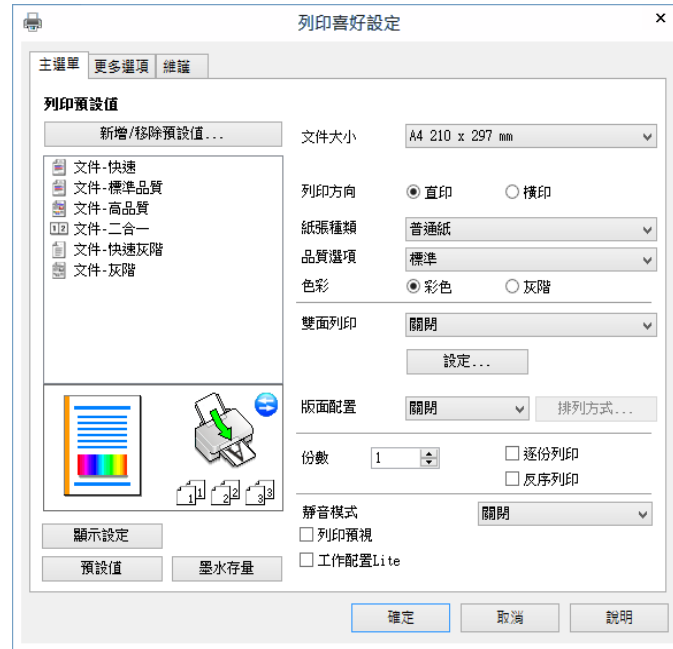 列印喜好設定
主選單 更多選項 維護
列印預設值
新增/移除預設值...
文件-快速
文件-標準品質
文件-高品質
1 2 文件-二合一
文件-快速灰階
文件-灰階
1 1 2 2 3 3
顯示設定
預設值 墨水存量
文件大小 A4 210 x 297 mm
列印方向 直印 橫印
紙張種類 普通紙
品質選項 標準
色彩 彩色 灰階
雙面列印 關閉
設定...
版面配置 關閉 排列方式...
份數 1 逐份列印
反序列印
靜音模式 關閉
列印預視
工作配置Lite
確定 取消 說明